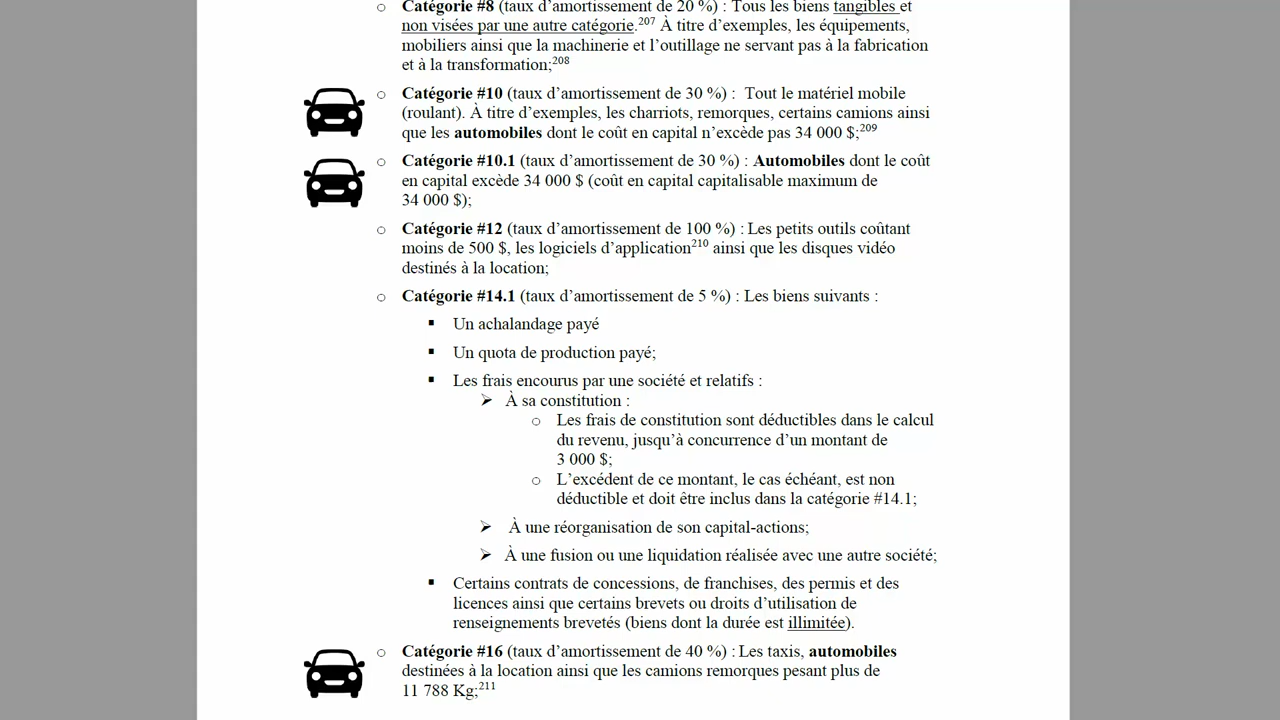 Catégorie #8 (taux d’amortissement de 20 %) : Tous les biens tangibles et
non visées par une autre catégorie.207 À titre d’exemples, les équipements,
mobiliers ainsi que la machinerie et l’outillage ne servant pas à la fabrication
et à la transformation;208
Catégorie #10 (taux d’amortissement de 30 %) : Tout le matériel mobile
(roulant). À titre d’exemples, les charriots, remorques, certains camions ainsi
que les automobiles dont le coût en capital n’excède pas 34 000 $;209
Catégorie #10.1 (taux d’amortissement de 30 %) : Automobiles dont le coût
en capital excède 34 000 $ (coût en capital capitalisable maximum de
34 000 $);
Catégorie #12 (taux d’amortissement de 100 %) : Les petits outils coûtant
moins de 500 $, les logiciels d’application210 ainsi que les disques vidéo
destinés à la location;
Catégorie #14.1 (taux d’amortissement de 5 %) : Les biens suivants :
Un achalandage payé
Un quota de production payé;
Les frais encourus par une société et relatifs :
À sa constitution :
Les frais de constitution sont déductibles dans le calcul
du revenu, jusqu’à concurrence d’un montant de
3 000 $;
L’excédent de ce montant, le cas échéant, est non
déductible et doit être inclus dans la catégorie #14.1;
À une réorganisation de son capital-actions;
À une fusion ou une liquidation réalisée avec une autre société;
Certains contrats de concessions, de franchises, des permis et des
licences ainsi que certains brevets ou droits d’utilisation de
renseignements brevetés (biens dont la durée est illimitée).
Catégorie #16 (taux d’amortissement de 40 %) : Les taxis, automobiles
destinées à la location ainsi que les camions remorques pesant plus de
11 788 Kg;211